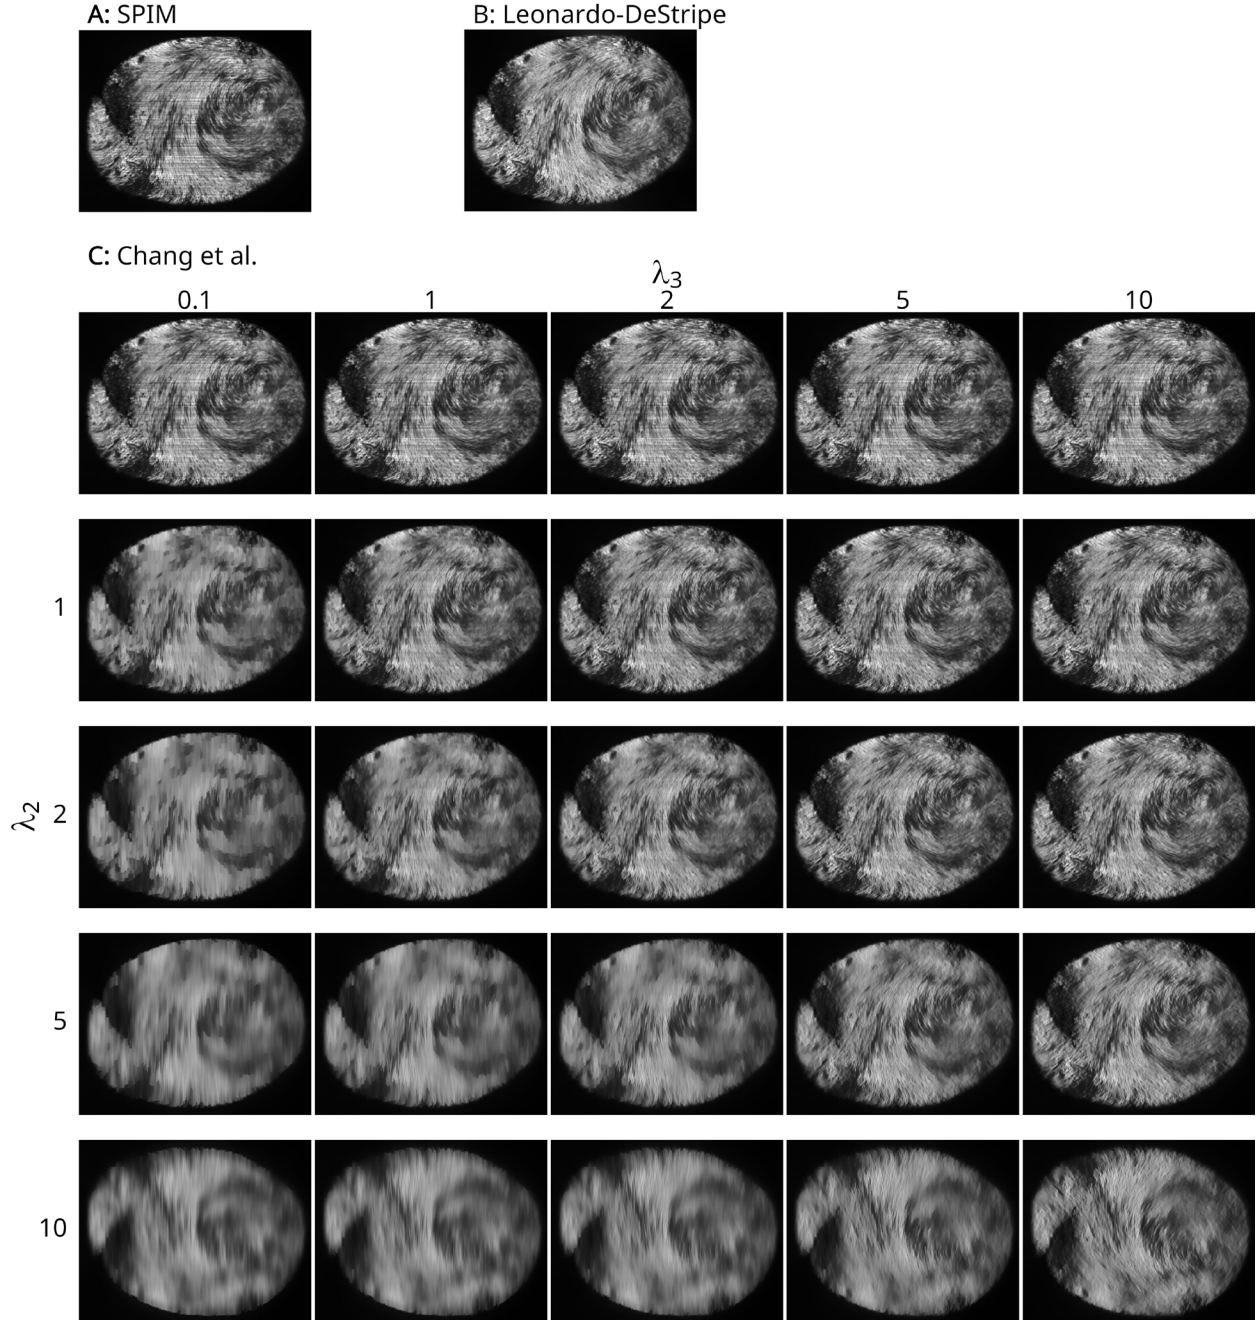 A: SPIM
B: Leonardo-DeStripe
C: Chang et al.
λ3
0.1 1 2 5 10
1
λ2 2
5
10